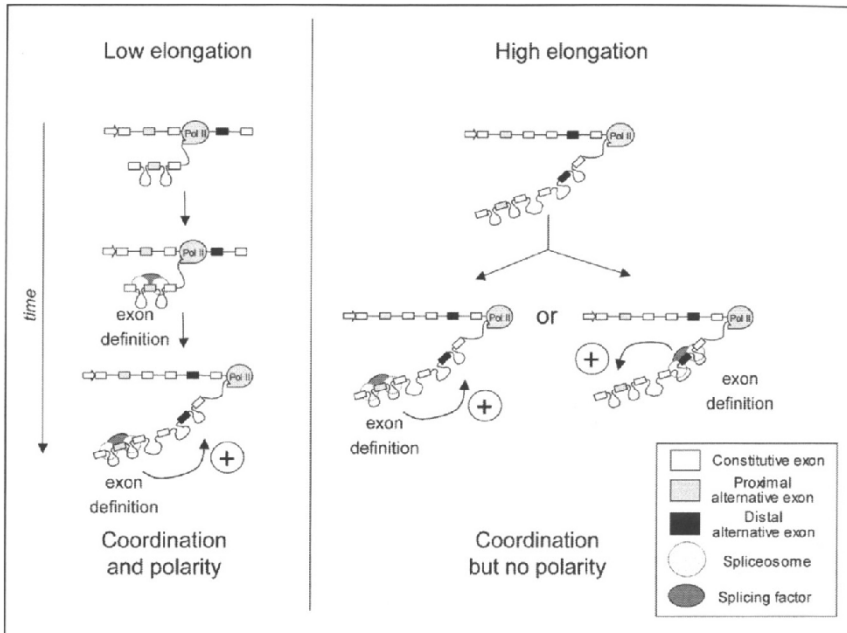 Low elongation
Pol II
Pol II
exon
definition
Pol II
exon
definition
Coordination
and polarity
time
High elongation
Pol II
Pol II
or
Pol II
exon
definition
exon
definition
Coordination
but no polarity
Constitutive exon
Proximal
alternative exon
Distal
alternative exon
Spliceosome
Splicing factor